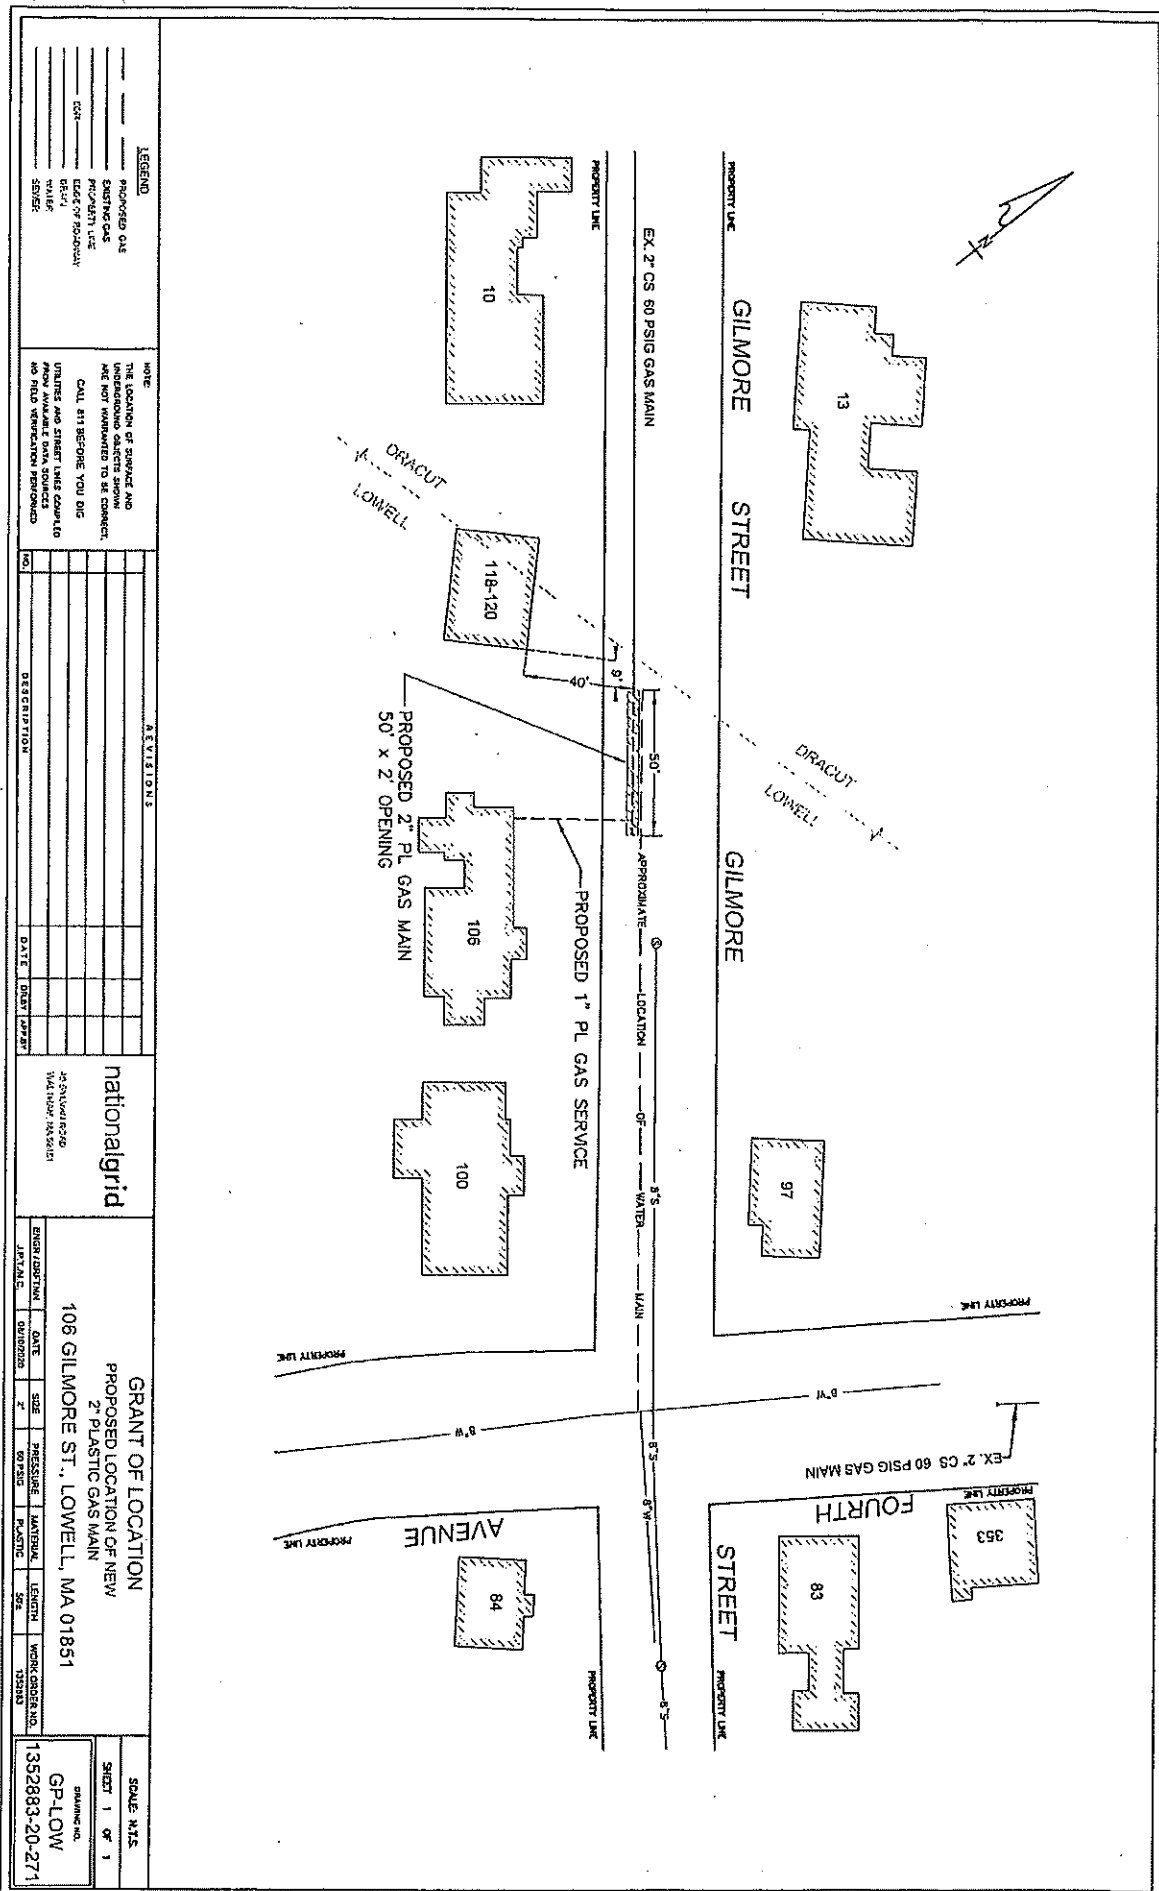 PROPERTY LINE
GILMORE STREET
GILMORE
PROPERTY LINE
EX. 2" CS 60 PSIG GAS MAIN
N
13
10
DRACUT
LOWELL
118-120
9'
40'
50'
DRACUT
LOWELL
PROPOSED 2" PL GAS MAIN
50' x 2' OPENING
106
PROPOSED 1" PL GAS SERVICE
APPROXIMATE LOCATION OF WATER MAIN
S
8"S
100
97
PROPERTY LINE
PROPERTY LINE
8"W
8"W
EX. 2" CS 60 PSIG GAS MAIN
8"S
8"W
PROPERTY LINE
FOURTH
AVENUE
PROPERTY LINE
STREET
353
83
84
S
8"S
PROPERTY LINE
PROPERTY LINE
LEGEND
PROPOSED GAS
EXISTING GAS
PROPERTY LINE
EDGE OF ROADWAY
DRAIN
WATER
SEWER
NOTE:
THE LOCATION OF SURFACE AND
UNDERGROUND OBJECTS SHOWN
ARE NOT WARRANTED TO BE CORRECT.
CALL 811 BEFORE YOU DIG
UTILITIES AND STREET LINES COMPILED
FROM AVAILABLE DATA SOURCES
NO FIELD VERIFICATION PERFORMED
REVISIONS
NO. DESCRIPTION DATE DR.BY APP.BY
nationalgrid
GRANT OF LOCATION
PROPOSED LOCATION OF NEW
2" PLASTIC GAS MAIN
106 GILMORE ST., LOWELL, MA 01851
ENGR / DRFTMN DATE SIZE PRESSURE MATERIAL LENGTH WORK ORDER NO.
2" 60 PSIG PLASTIC 50'± 1352883
SCALE: N.T.S.
SHEET 1 OF 1
DRAWING NO.
GP-LOW
1352883-20-271